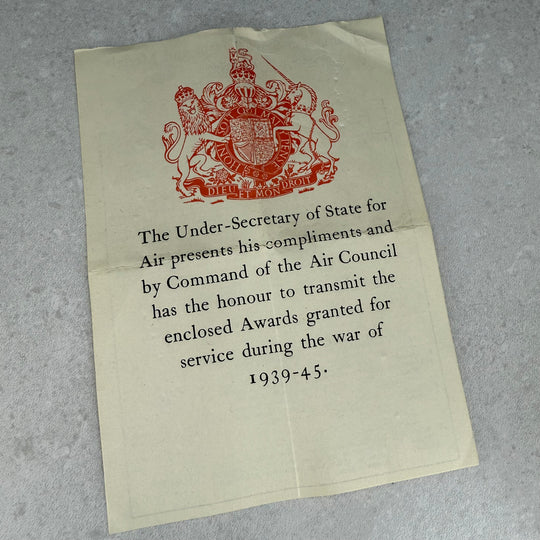 HONI SOIT QUI MAL Y PENSE
DIEU ET MON DROIT
The Under-Secretary of State for
Air presents his compliments and
by Command of the Air Council
has the honour to transmit the
enclosed Awards granted for
service during the war of
1939-45.